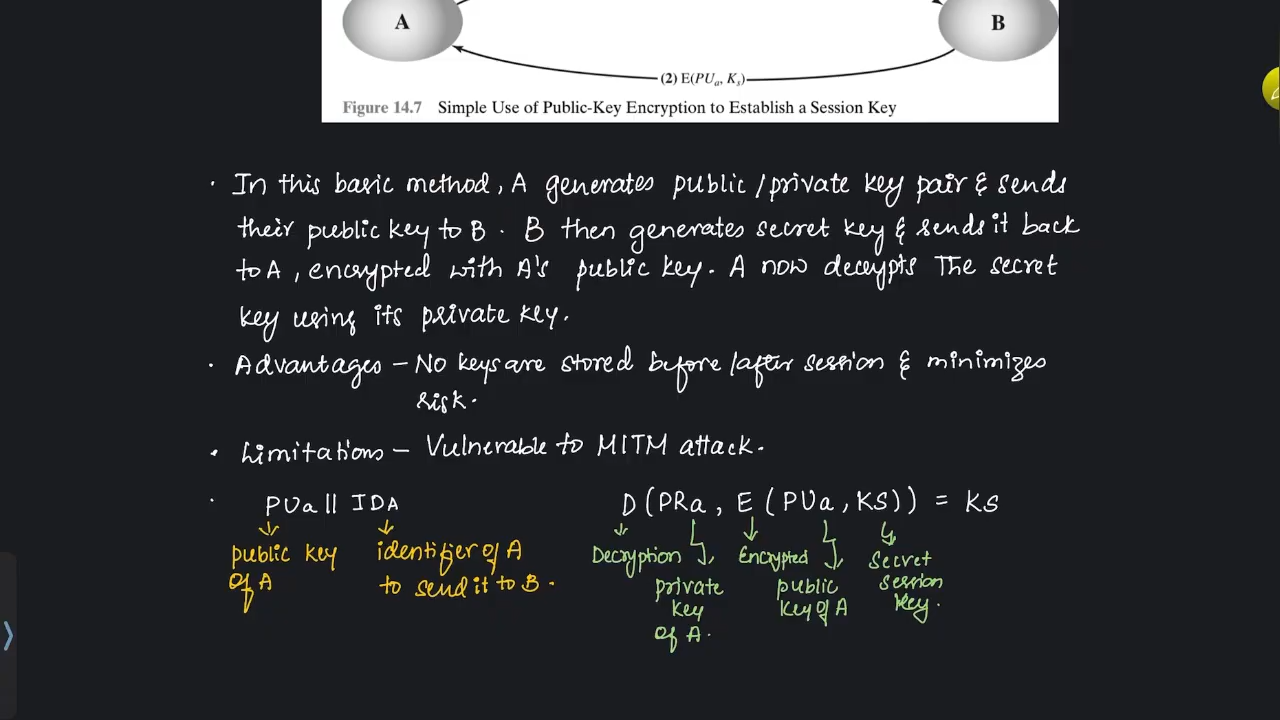 A
B
(2) E(PUa, Ks)
Figure 14.7 Simple Use of Public-Key Encryption to Establish a Session Key
· In this basic method, A generates public / private key pair & sends
their public key to B. B then generates secret key & sends it back
to A, encrypted with A's public key. A now decrypts The secret
key using its private key.
· Advantages – No keys are stored before / after session & minimizes
risk.
· Limitations – Vulnerable to MITM attack.
· PUa || IDA D (PRa, E (PUa, KS)) = KS
public key of A
identifier of A
to send it to B.
Decryption
private
key
of A.
Encrypted
public
key of A
Secret
session
key.